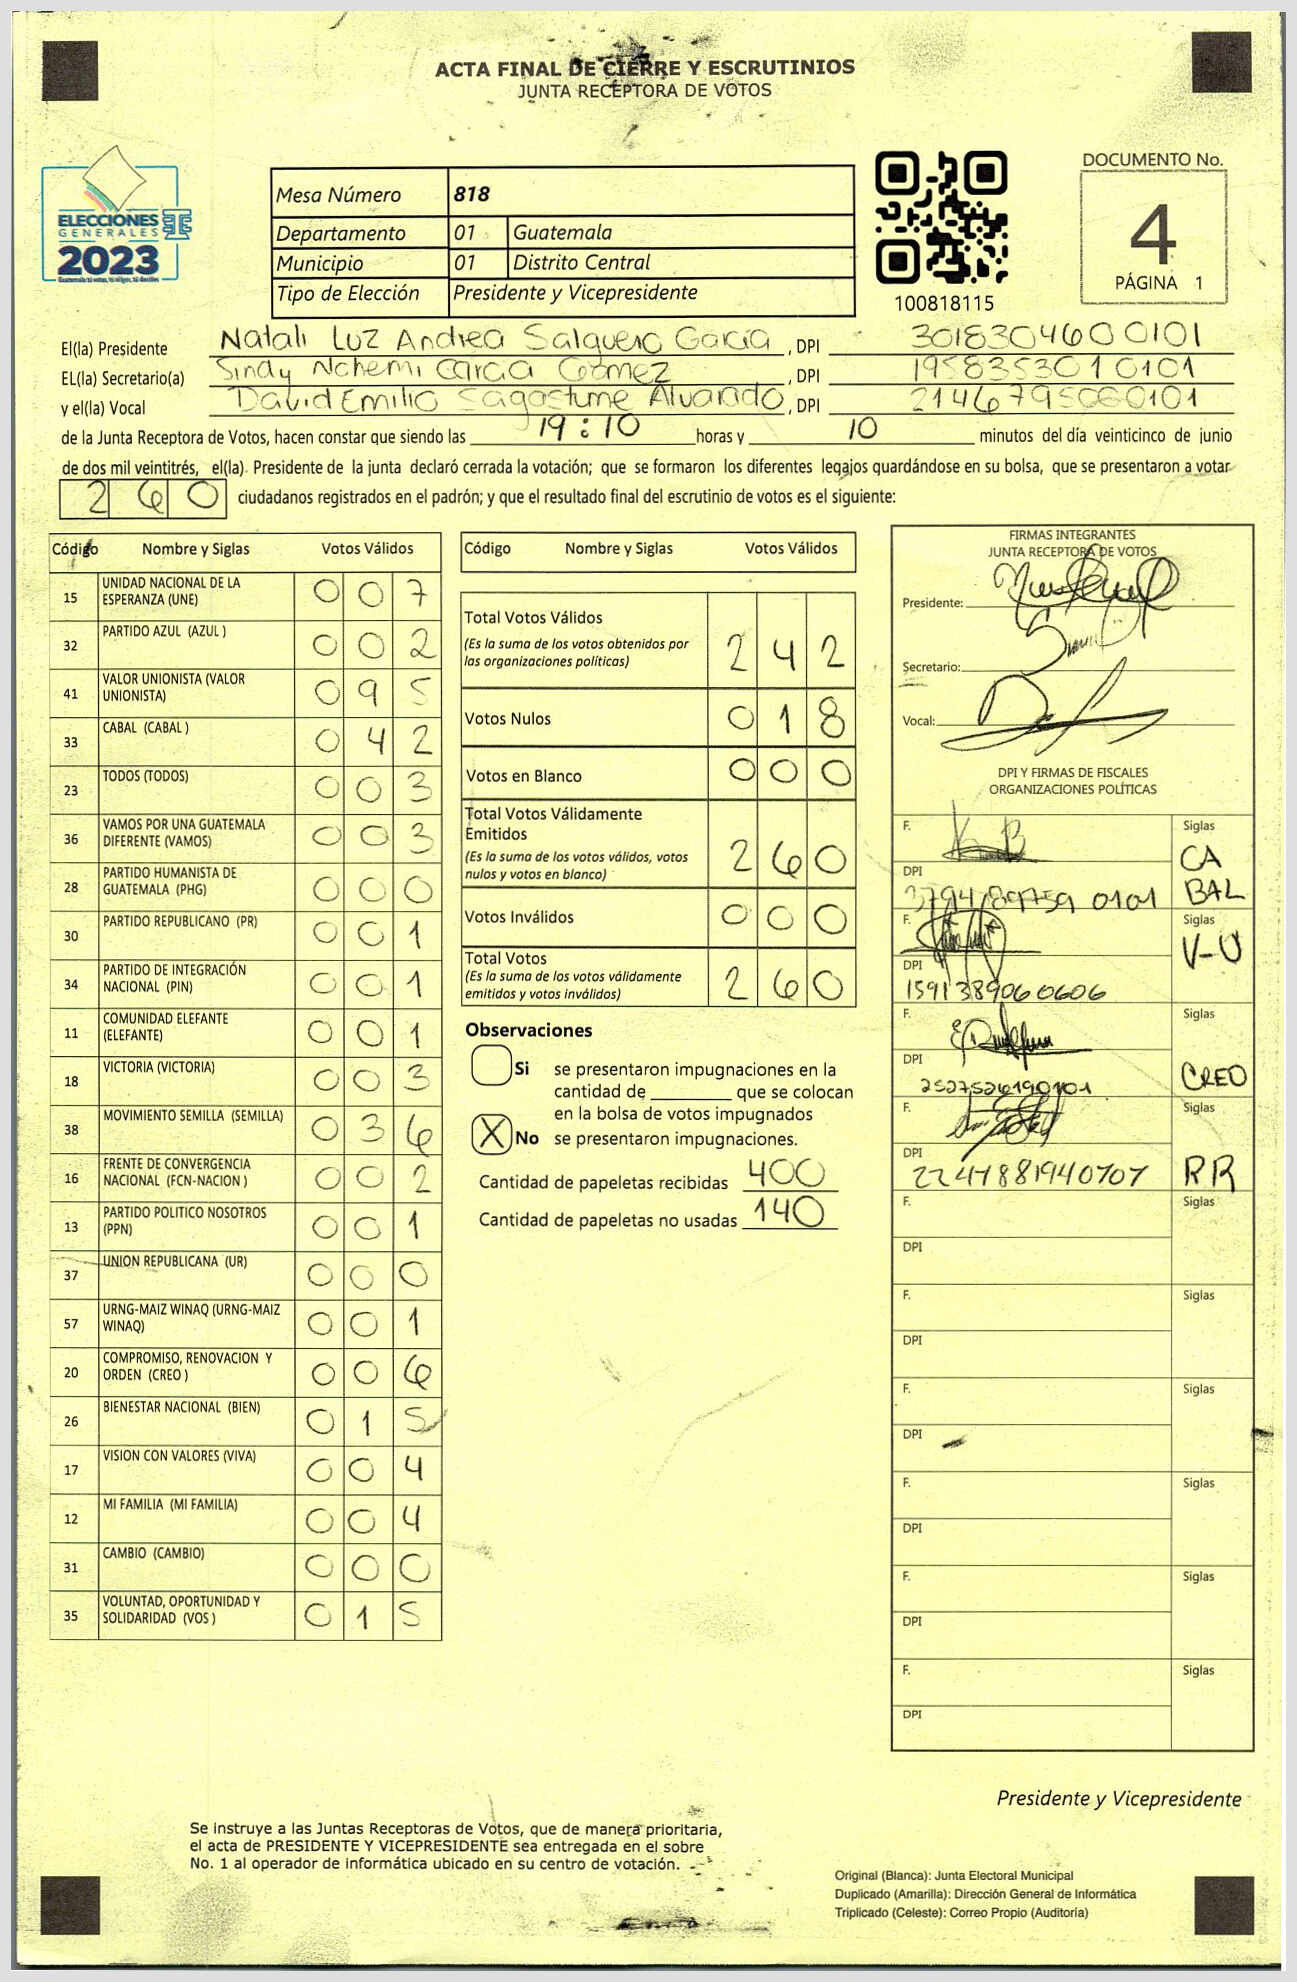 ACTA FINAL DE CIERRE Y ESCRUTINIOS
JUNTA RECEPTORA DE VOTOS
ELECCIONES
GENERALES
2023
Mesa Número 818
Departamento 01 Guatemala
Municipio 01 Distrito Central
Tipo de Elección Presidente y Vicepresidente
100818115
DOCUMENTO No.
4
PÁGINA 1
El(la) Presidente Natali Luz Andrea Salguero Garcia, DPI 3018304600101
EL(la) Secretario(a) Sindy Nohemi Garcia Gomez, DPI 1958353010101
y el(la) Vocal David Emilio Sagastume Alvarado, DPI
de la Junta Receptora de Votos, hacen constar que siendo las 19:10 horas y 10 minutos del día veinticinco de junio
de dos mil veintitrés, el(la) Presidente de la junta declaró cerrada la votación; que se formaron los diferentes legajos guardándose en su bolsa, que se presentaron a votar
260 ciudadanos registrados en el padrón; y que el resultado final del escrutinio de votos es el siguiente:
Código Nombre y Siglas Votos Válidos
15 UNIDAD NACIONAL DE LA ESPERANZA (UNE) 0 0 7
32 PARTIDO AZUL (AZUL ) 0 0 2
41 VALOR UNIONISTA (VALOR UNIONISTA) 0 9 5
33 CABAL (CABAL ) 0 4 2
23 TODOS (TODOS) 0 0 3
36 VAMOS POR UNA GUATEMALA DIFERENTE (VAMOS) 0 0 3
28 PARTIDO HUMANISTA DE GUATEMALA (PHG) 0 0 0
30 PARTIDO REPUBLICANO (PR) 0 0 1
34 PARTIDO DE INTEGRACIÓN NACIONAL (PIN) 0 0 1
11 COMUNIDAD ELEFANTE (ELEFANTE) 0 0 1
18 VICTORIA (VICTORIA) 0 0 3
38 MOVIMIENTO SEMILLA (SEMILLA) 0 3 6
16 FRENTE DE CONVERGENCIA NACIONAL (FCN-NACION ) 0 0 2
13 PARTIDO POLITICO NOSOTROS (PPN) 0 0 1
37 UNION REPUBLICANA (UR) 0 0 0
57 URNG-MAIZ WINAQ (URNG-MAIZ WINAQ) 0 0 1
20 COMPROMISO, RENOVACION Y ORDEN (CREO ) 0 0 6
26 BIENESTAR NACIONAL (BIEN) 0 1 5
17 VISION CON VALORES (VIVA) 0 0 4
12 MI FAMILIA (MI FAMILIA) 0 0 4
31 CAMBIO (CAMBIO) 0 0 0
35 VOLUNTAD, OPORTUNIDAD Y SOLIDARIDAD (VOS ) 0 1 5
Código Nombre y Siglas Votos Válidos
Total Votos Válidos 2 4 2
(Es la suma de los votos obtenidos por
las organizaciones políticas)
Votos Nulos 0 1 8
Votos en Blanco 0 0 0
Total Votos Válidamente
Emitidos 2 6 0
(Es la suma de los votos válidos, votos
nulos y votos en blanco)
Votos Inválidos 0 0 0
Total Votos 2 6 0
(Es la suma de los votos válidamente
emitidos y votos inválidos)
Observaciones
Si se presentaron impugnaciones en la
cantidad de ________ que se colocan
en la bolsa de votos impugnados
X No se presentaron impugnaciones.
Cantidad de papeletas recibidas 400
Cantidad de papeletas no usadas 140
FIRMAS INTEGRANTES
JUNTA RECEPTORA DE VOTOS
Presidente:
Secretario:
Vocal:
DPI Y FIRMAS DE FISCALES
ORGANIZACIONES POLÍTICAS
F. Siglas
CA
BAL
DPI
F. Siglas
V-U
DPI
1591389060606
F. Siglas
CREO
DPI
F. Siglas
RR
DPI
2247881940707
F. Siglas
DPI
F. Siglas
DPI
F. Siglas
DPI
F. Siglas
DPI
F. Siglas
DPI
F. Siglas
DPI
Presidente y Vicepresidente
Se instruye a las Juntas Receptoras de Votos, que de manera prioritaria,
el acta de PRESIDENTE Y VICEPRESIDENTE sea entregada en el sobre
No. 1 al operador de informática ubicado en su centro de votación.
Original (Blanca): Junta Electoral Municipal
Duplicado (Amarilla): Dirección General de Informática
Triplicado (Celeste): Correo Propio (Auditoría)